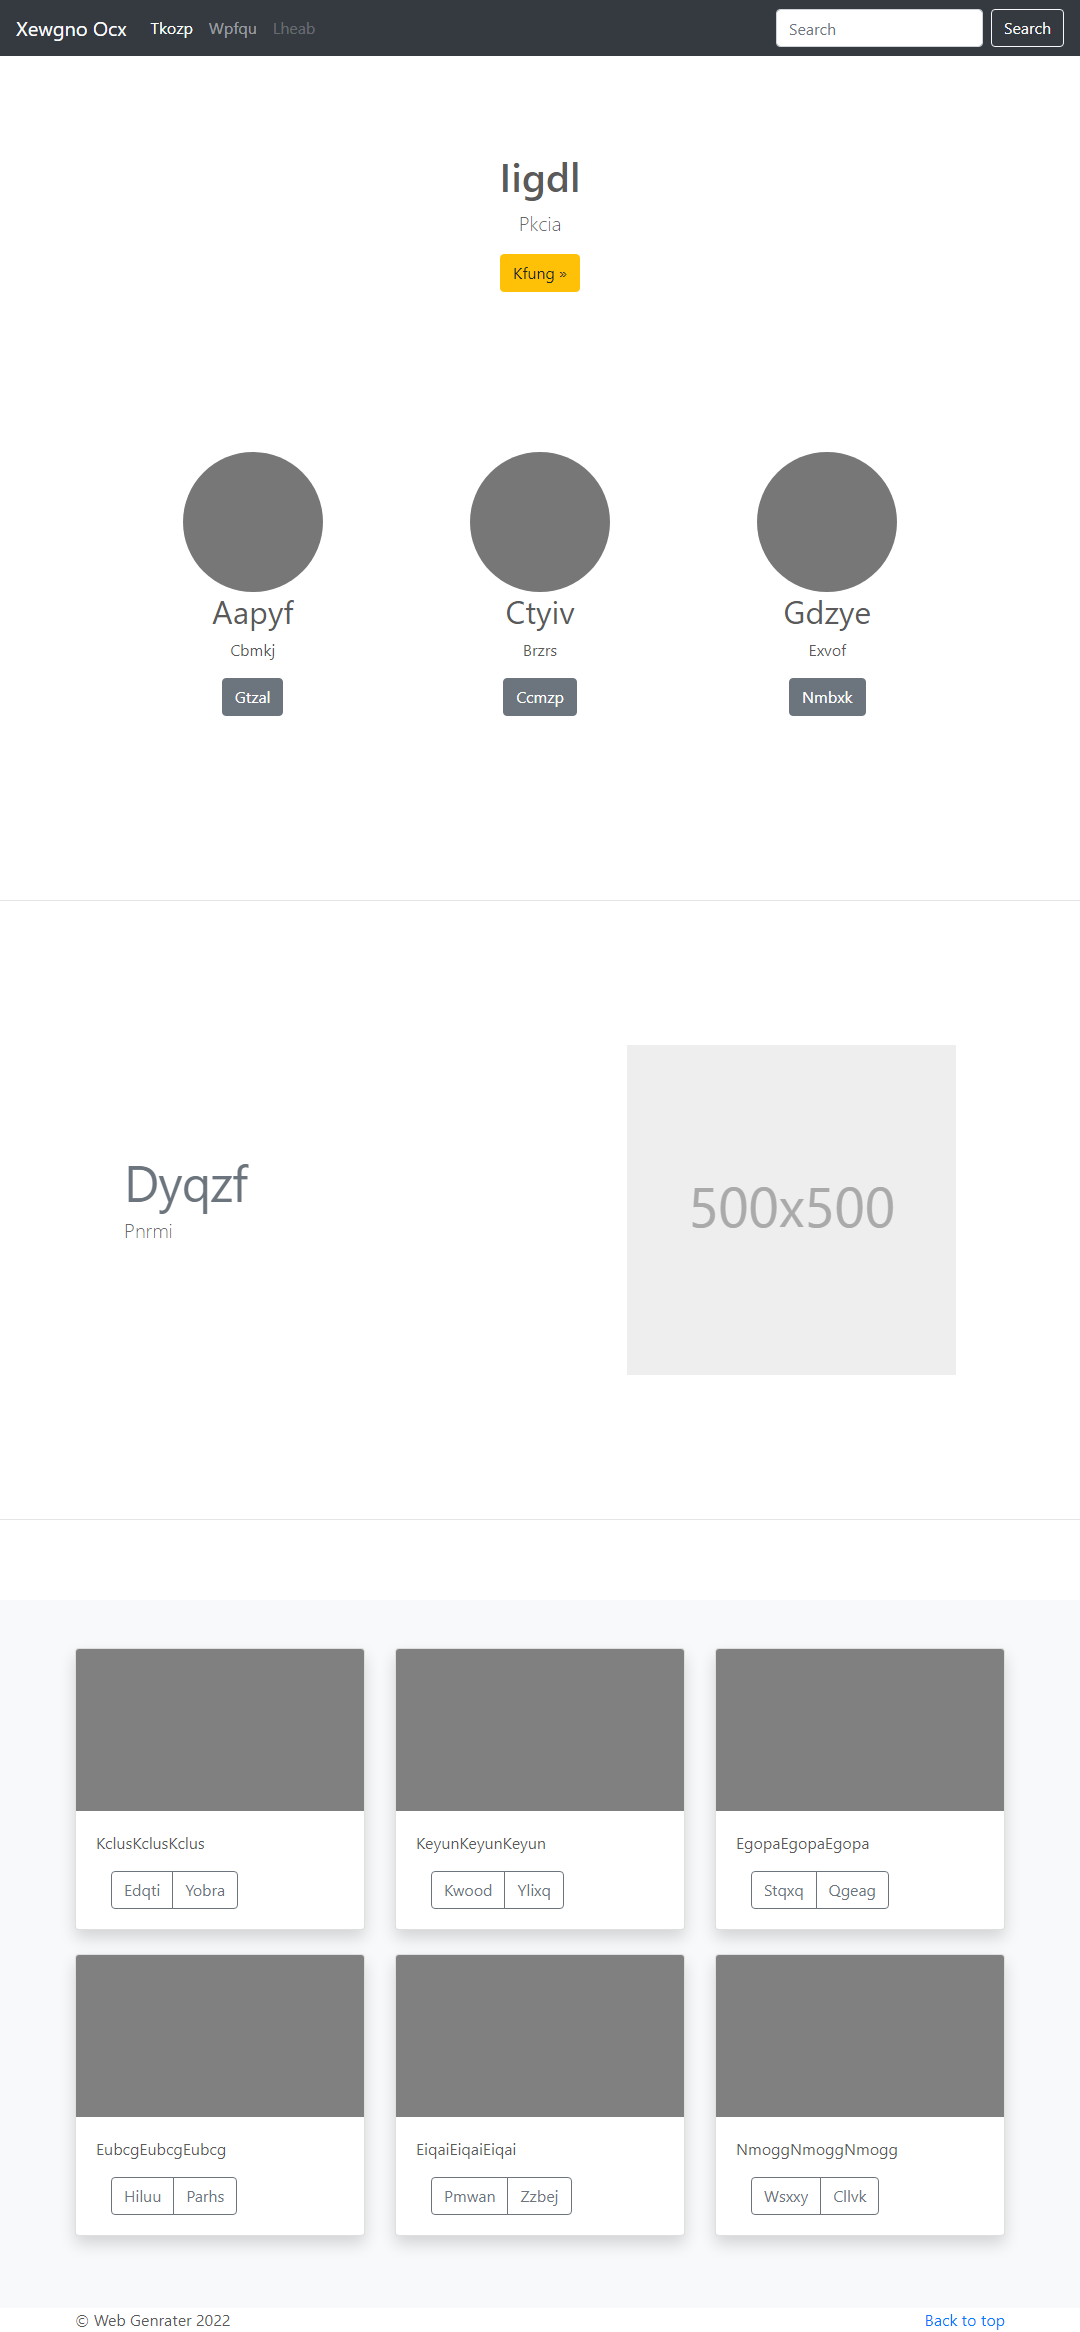 Xewgno Ocx Tkozp Wpfqu Lheab Search Search
Iigdl
Pkcia
Kfung »
Aapyf Ctyiv Gdzye
Cbmkj Brzrs Exvof
Gtzal Ccmzp Nmbxk
Dyqzf
Pnrmi
500x500
KclusKclusKclus KeyunKeyunKeyun EgopaEgopaEgopa
Edqti Yobra Kwood Ylixq Stqxq Qgeag
EubcgEubcgEubcg EiqaiEiqaiEiqai NmoggNmoggNmogg
Hiluu Parhs Pmwan Zzbej Wsxxy Cllvk
© Web Genrater 2022 Back to top